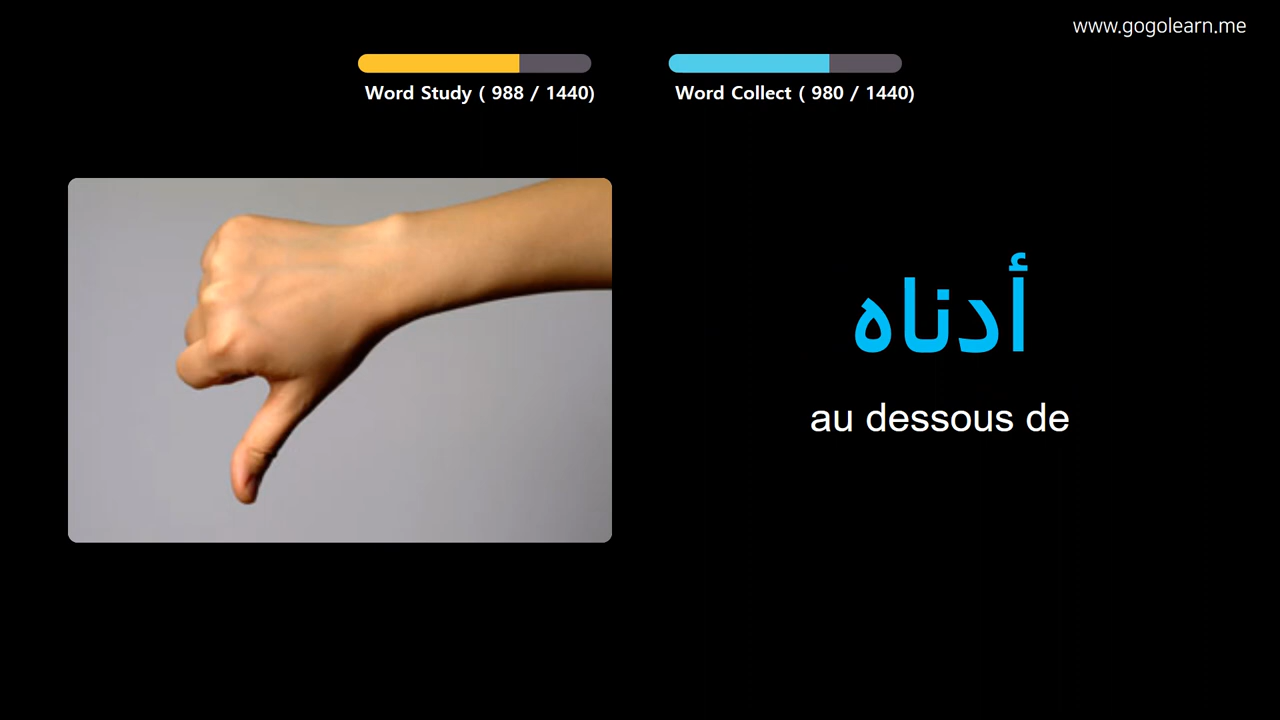 www.gogolearn.me
Word Study ( 988 / 1440)
Word Collect ( 980 / 1440)
أدناه
au dessous de